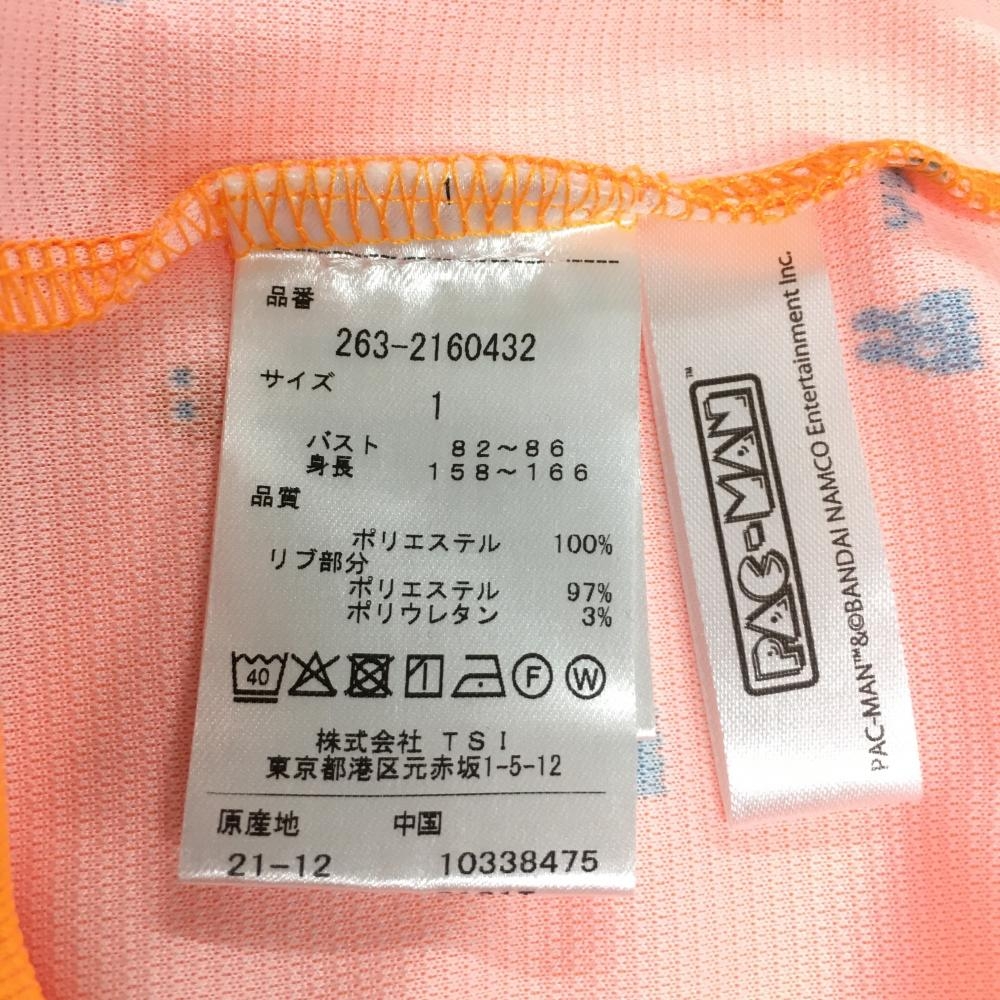 1
品番
263-2160432
サイズ
1
バスト 82～86
身長 158～166
品質
ポリエステル 100%
リブ部分
ポリエステル 97%
ポリウレタン 3%
40 F W
株式会社 TSI
東京都港区元赤坂1-5-12
原産地 中国
21-12 10338475
PAC-MAN™
PAC-MAN™&©BANDAI NAMCO Entertainment Inc.